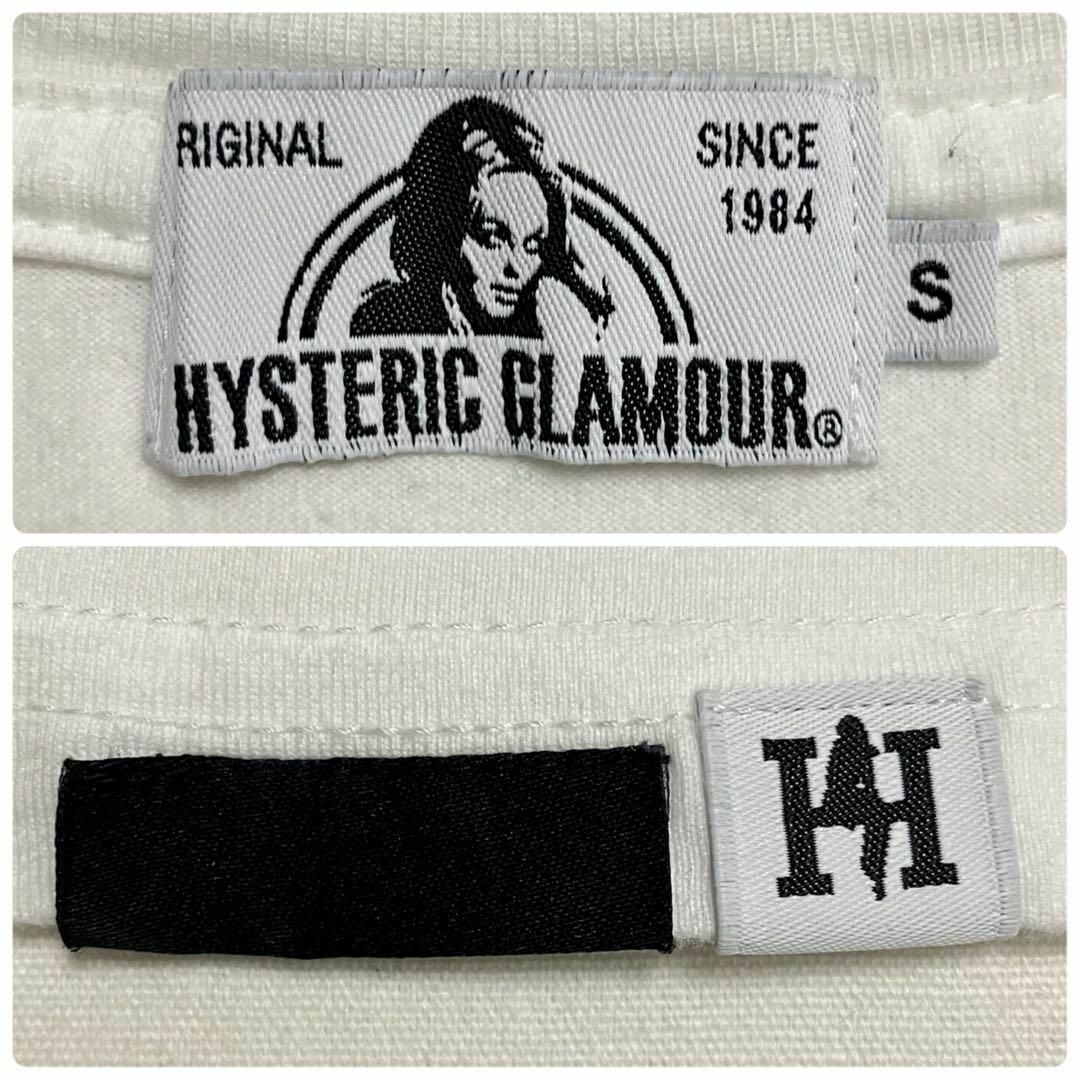 RIGINAL
SINCE
1984
HYSTERIC GLAMOUR®
S
H